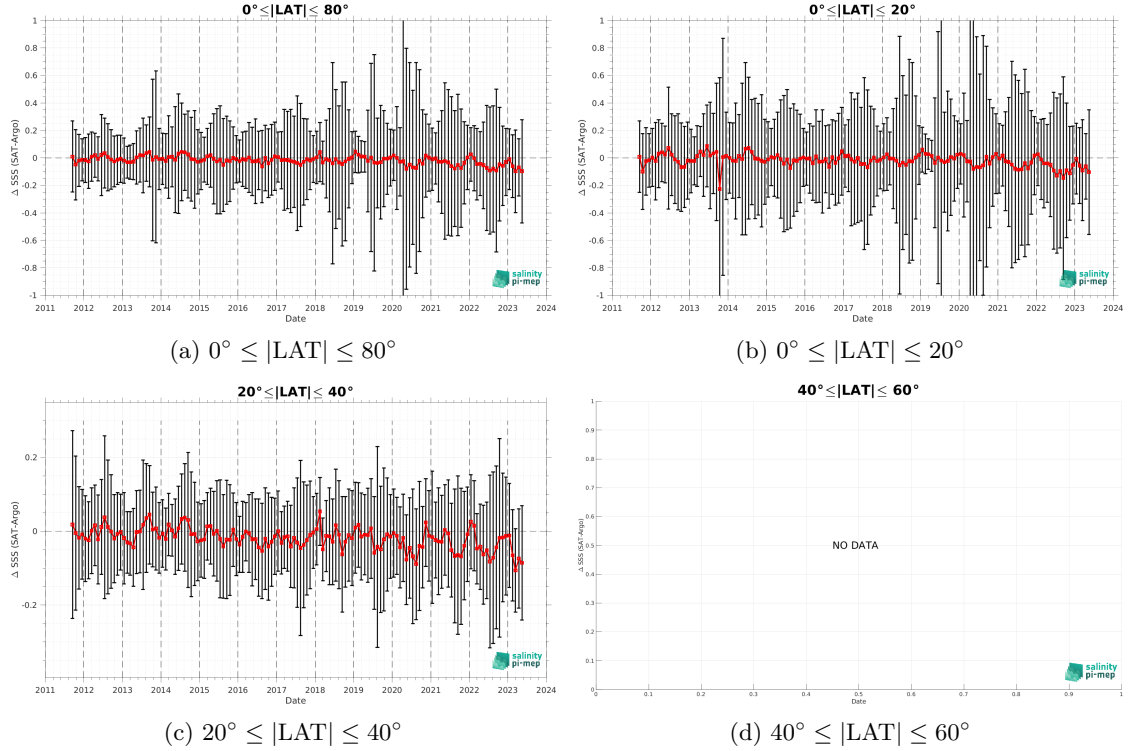 0°≤|LAT|≤ 80°
Δ SSS (SAT-Argo)
1
0.8
0.6
0.4
0.2
0
-0.2
-0.4
-0.6
-0.8
-1
2011 2012 2013 2014 2015 2016 2017 2018 2019 2020 2021 2022 2023 2024
Date
salinity
pi-mep
(a) 0° ≤ |LAT| ≤ 80°
0°≤|LAT|≤ 20°
Δ SSS (SAT-Argo)
1
0.8
0.6
0.4
0.2
0
-0.2
-0.4
-0.6
-0.8
-1
2011 2012 2013 2014 2015 2016 2017 2018 2019 2020 2021 2022 2023 2024
Date
salinity
pi-mep
(b) 0° ≤ |LAT| ≤ 20°
20°≤|LAT|≤ 40°
Δ SSS (SAT-Argo)
0.2
0
-0.2
2011 2012 2013 2014 2015 2016 2017 2018 2019 2020 2021 2022 2023 2024
Date
salinity
pi-mep
(c) 20° ≤ |LAT| ≤ 40°
40°≤|LAT|≤ 60°
Δ SSS (SAT-Argo)
1
0.9
0.8
0.7
0.6
0.5
0.4
0.3
0.2
0.1
0
NO DATA
0 0.1 0.2 0.3 0.4 0.5 0.6 0.7 0.8 0.9 1
Date
salinity
pi-mep
(d) 40° ≤ |LAT| ≤ 60°